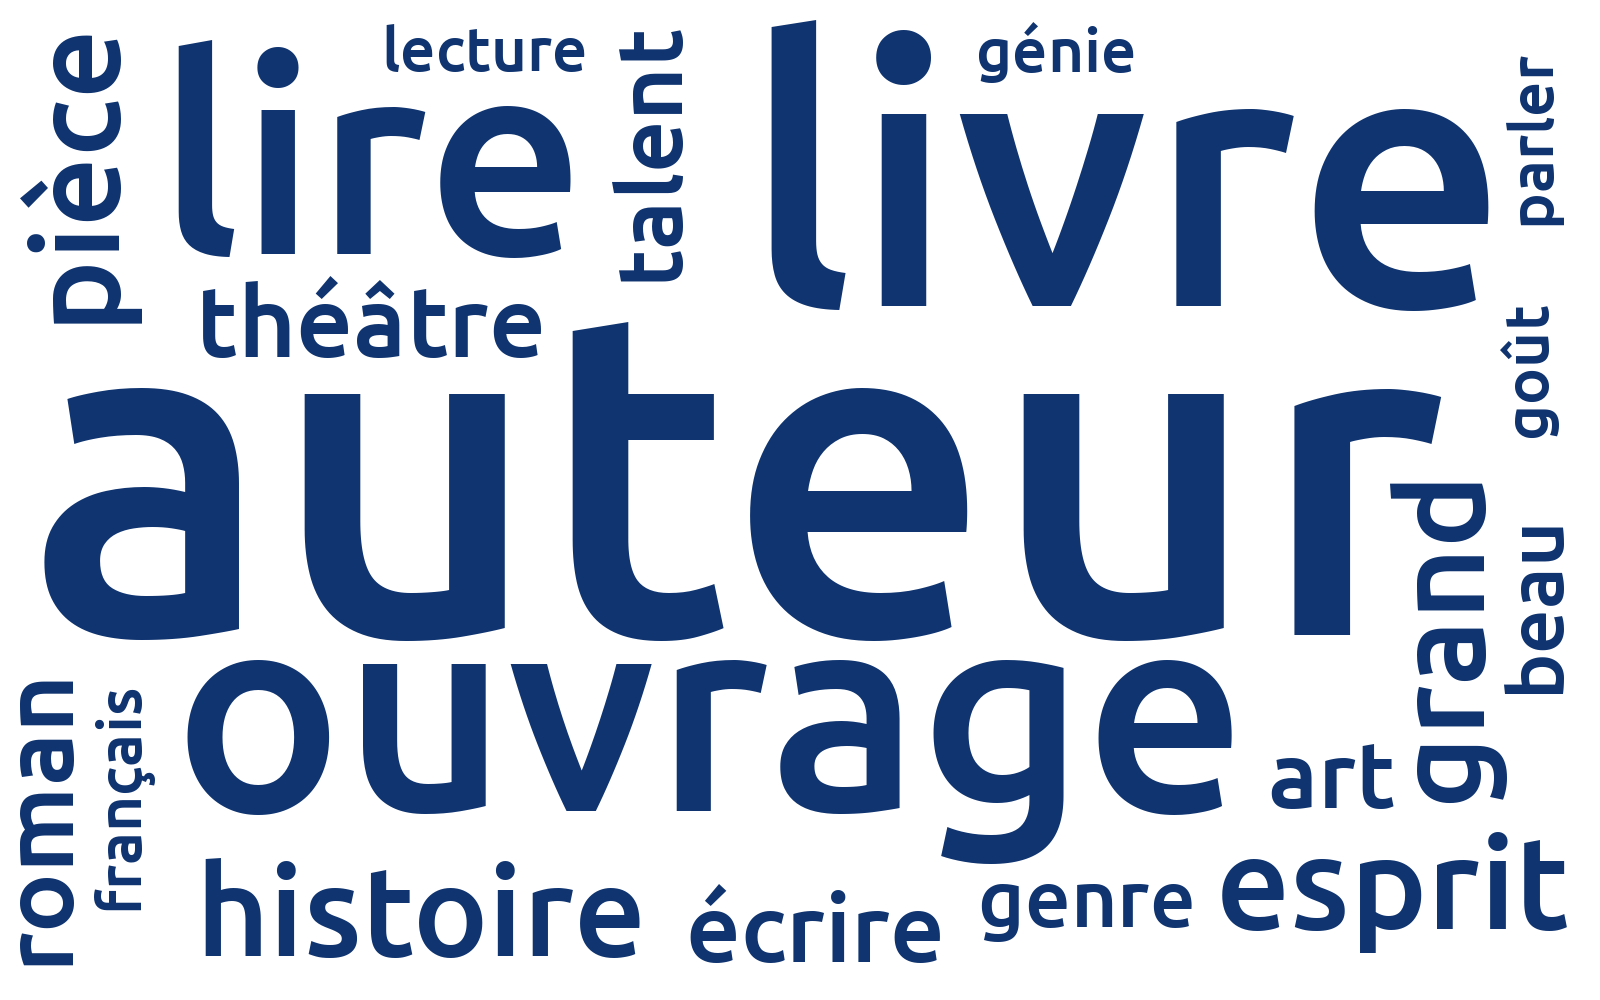 pièce
lire
lecture
talent
livre
génie
parler
théâtre
goût
auteur
grand
beau
roman
français
ouvrage
art
histoire
écrire
genre
esprit